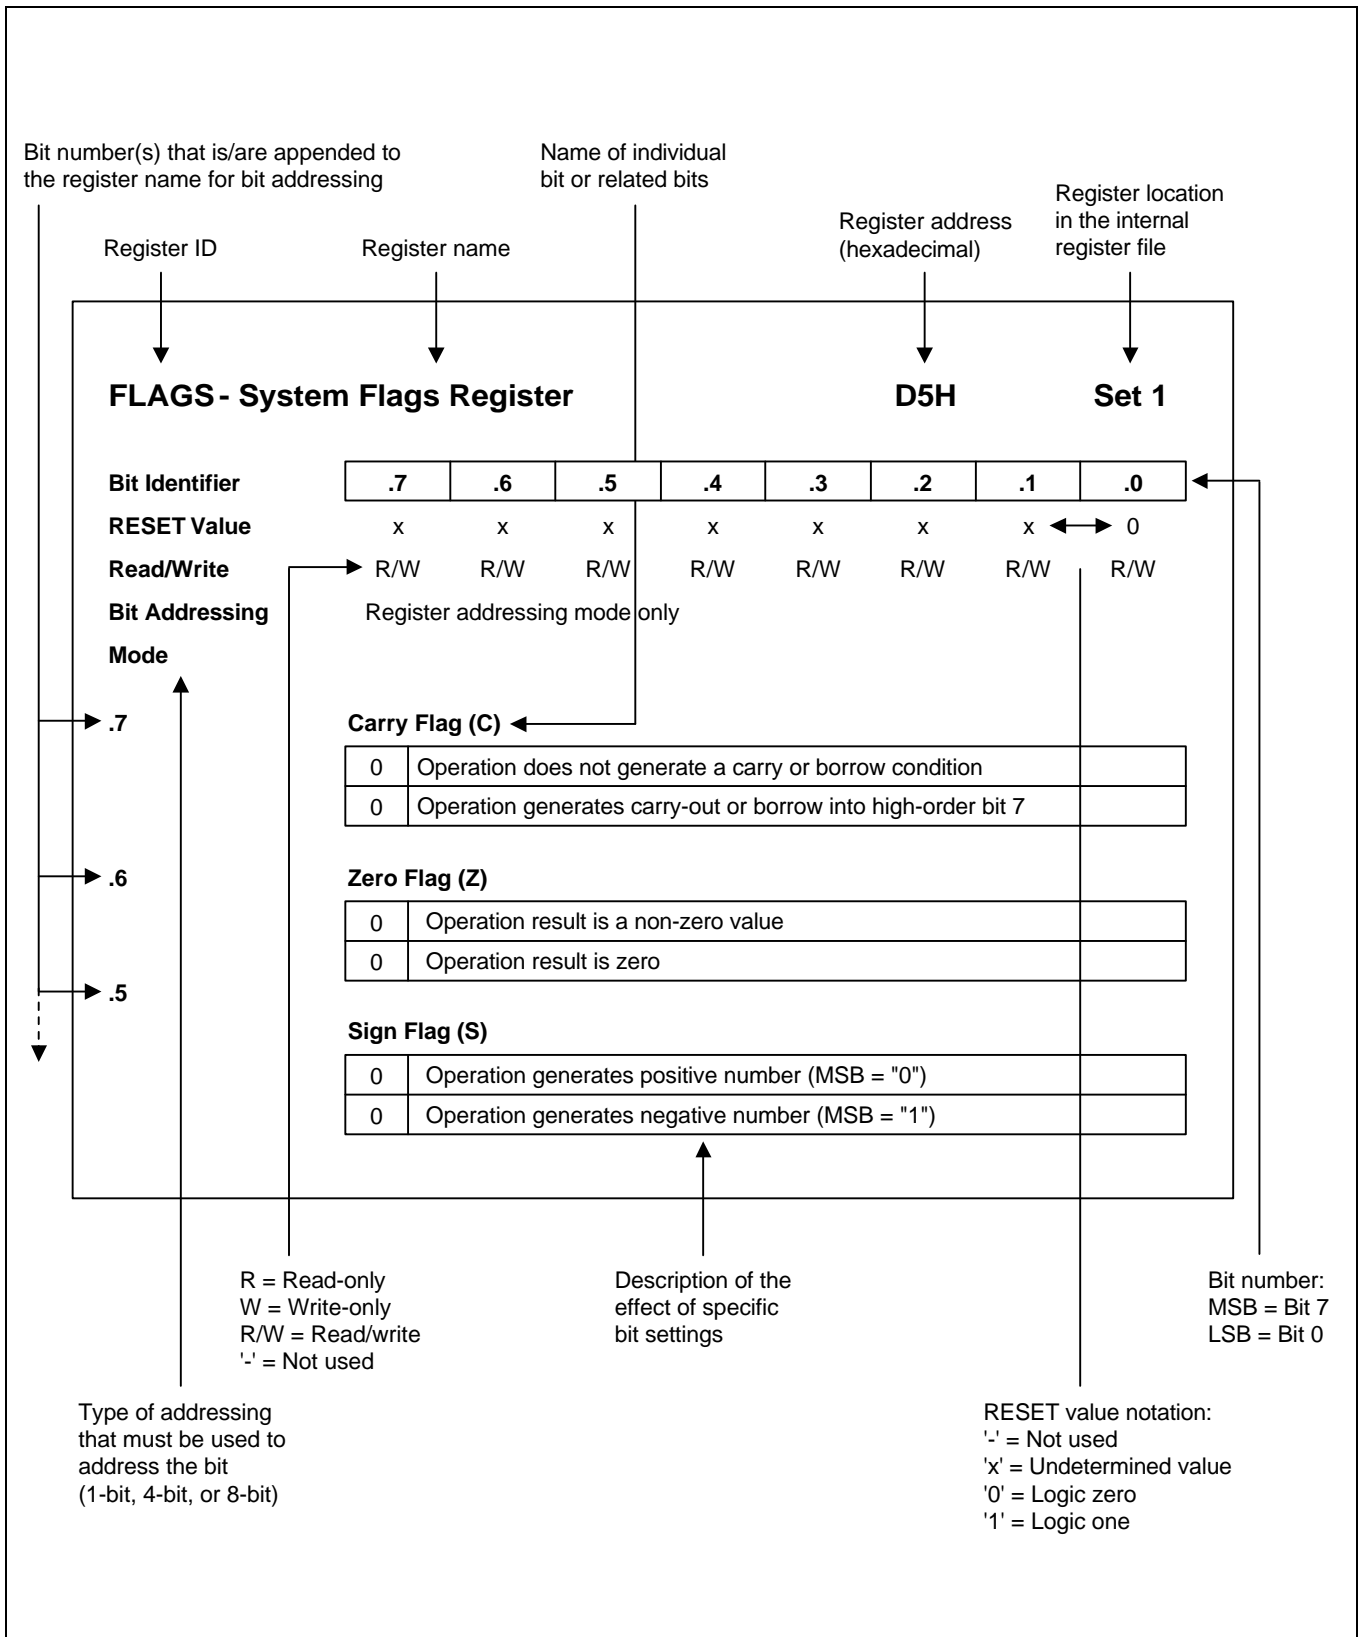 Bit number(s) that is/are appended to
the register name for bit addressing
Name of individual
bit or related bits
Register ID
Register name
Register address
(hexadecimal)
Register location
in the internal
register file
FLAGS - System Flags Register D5H Set 1
Bit Identifier .7 .6 .5 .4 .3 .2 .1 .0
RESET Value x x x x x x x 0
Read/Write R/W R/W R/W R/W R/W R/W R/W R/W
Bit Addressing Register addressing mode only
Mode
.7 Carry Flag (C)
0 Operation does not generate a carry or borrow condition
0 Operation generates carry-out or borrow into high-order bit 7
.6 Zero Flag (Z)
0 Operation result is a non-zero value
0 Operation result is zero
.5
Sign Flag (S)
0 Operation generates positive number (MSB = "0")
0 Operation generates negative number (MSB = "1")
R = Read-only
W = Write-only
R/W = Read/write
'-' = Not used
Description of the
effect of specific
bit settings
Bit number:
MSB = Bit 7
LSB = Bit 0
Type of addressing
that must be used to
address the bit
(1-bit, 4-bit, or 8-bit)
RESET value notation:
'-' = Not used
'x' = Undetermined value
'0' = Logic zero
'1' = Logic one